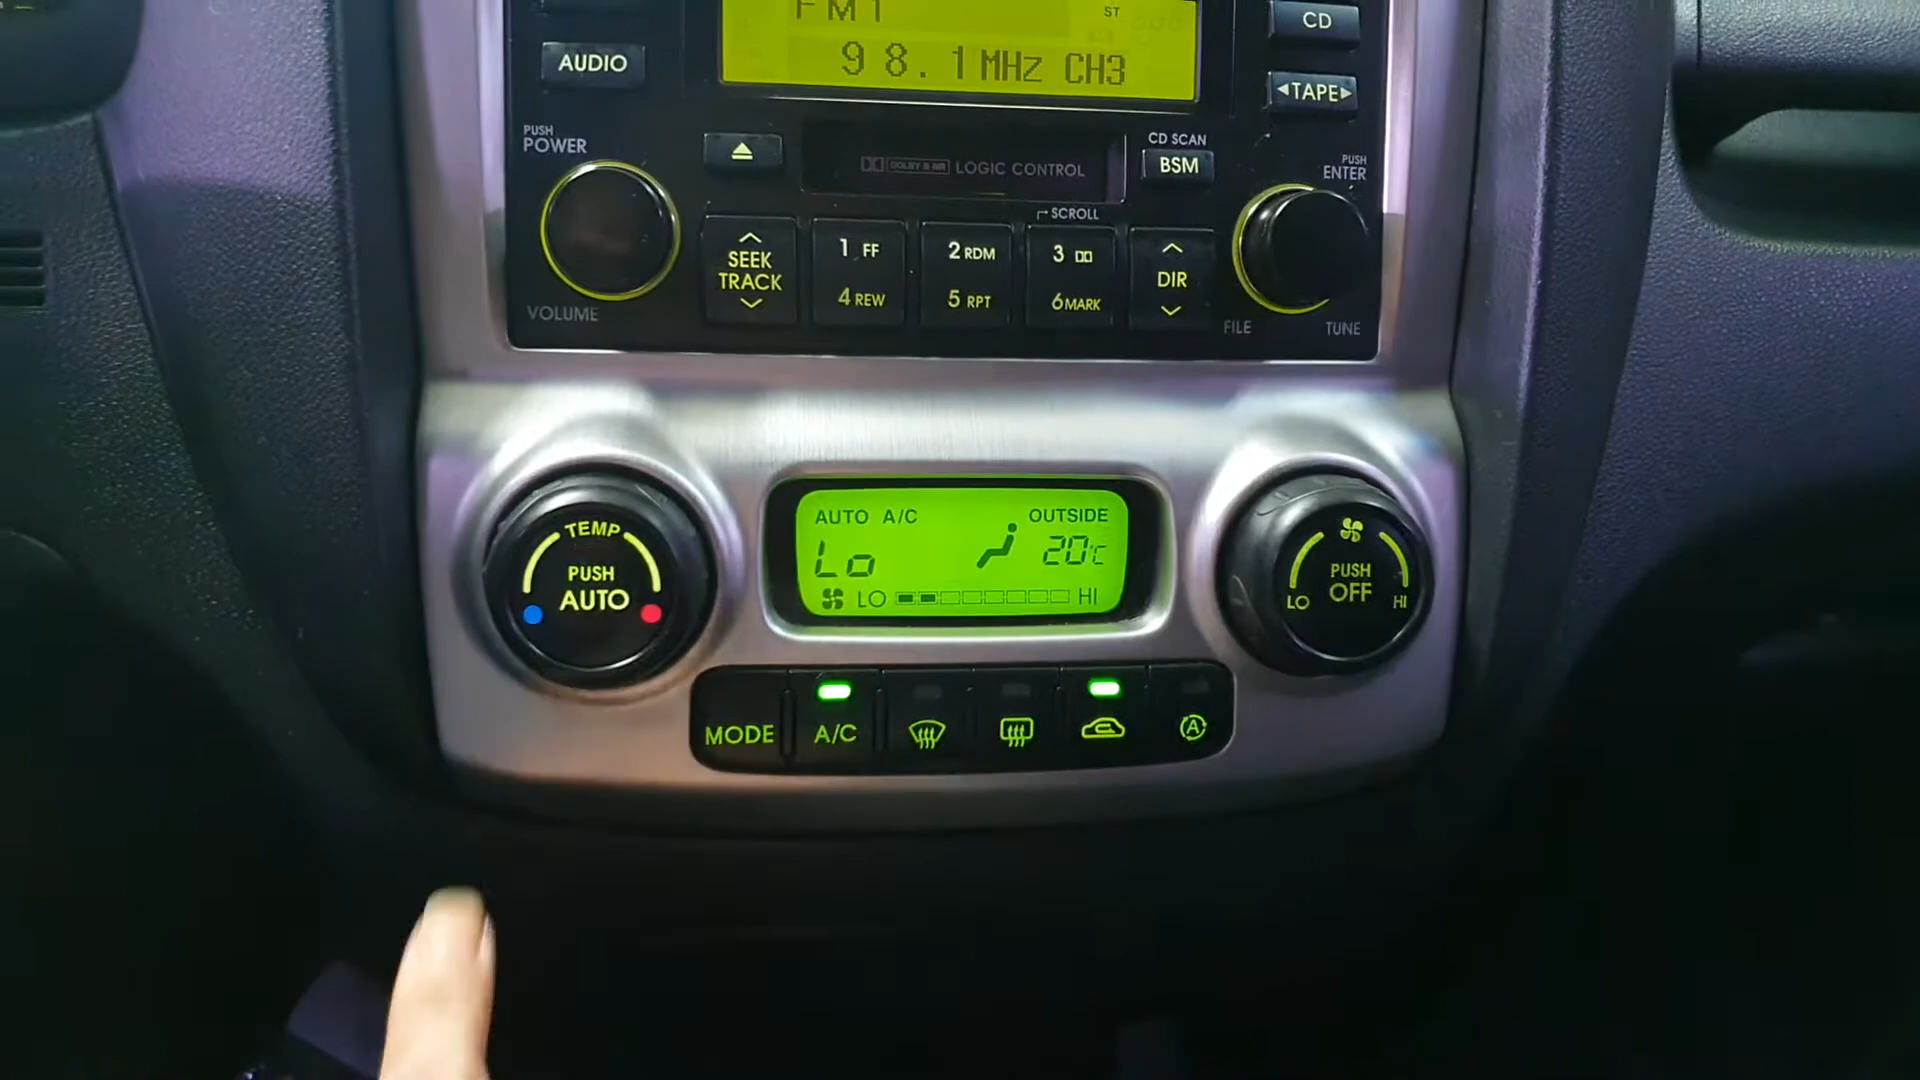 FM1 ST
98.1MHz CH3
CD
AUDIO
TAPE
PUSH
POWER
CD SCAN
BSM
DOLBY B NR LOGIC CONTROL
PUSH
ENTER
SCROLL
SEEK
TRACK
1 FF
2 RDM
3
DIR
4 REW
5 RPT
6 MARK
VOLUME
FILE
TUNE
TEMP
PUSH
AUTO
AUTO A/C OUTSIDE
Lo 20°C
LO HI
PUSH
OFF
LO HI
MODE
A/C
A